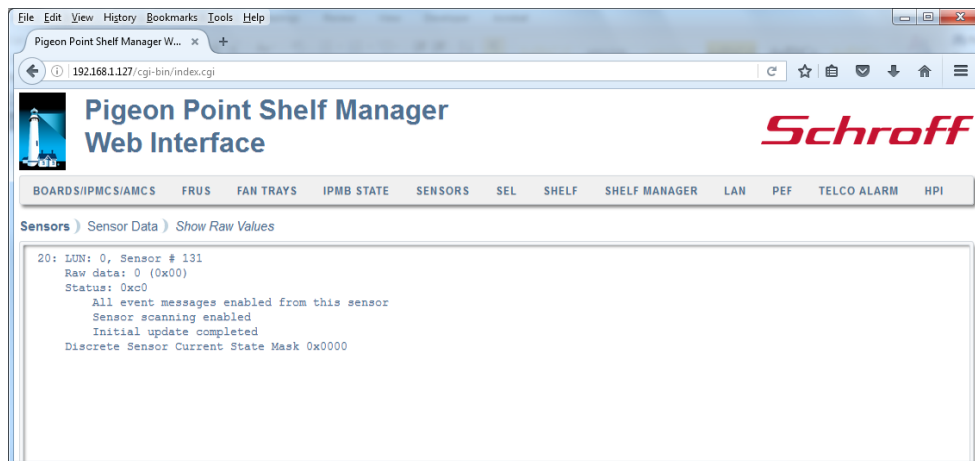 File Edit View History Bookmarks Tools Help
Pigeon Point Shelf Manager W... × +
192.168.1.127/cgi-bin/index.cgi
Pigeon Point Shelf Manager
Web Interface
Schroff
BOARDS/IPMCS/AMCS FRUS FAN TRAYS IPMB STATE SENSORS SEL SHELF SHELF MANAGER LAN PEF TELCO ALARM HPI
Sensors ) Sensor Data ) Show Raw Values
20: LUN: 0, Sensor # 131
Raw data: 0 (0x00)
Status: 0xc0
All event messages enabled from this sensor
Sensor scanning enabled
Initial update completed
Discrete Sensor Current State Mask 0x0000